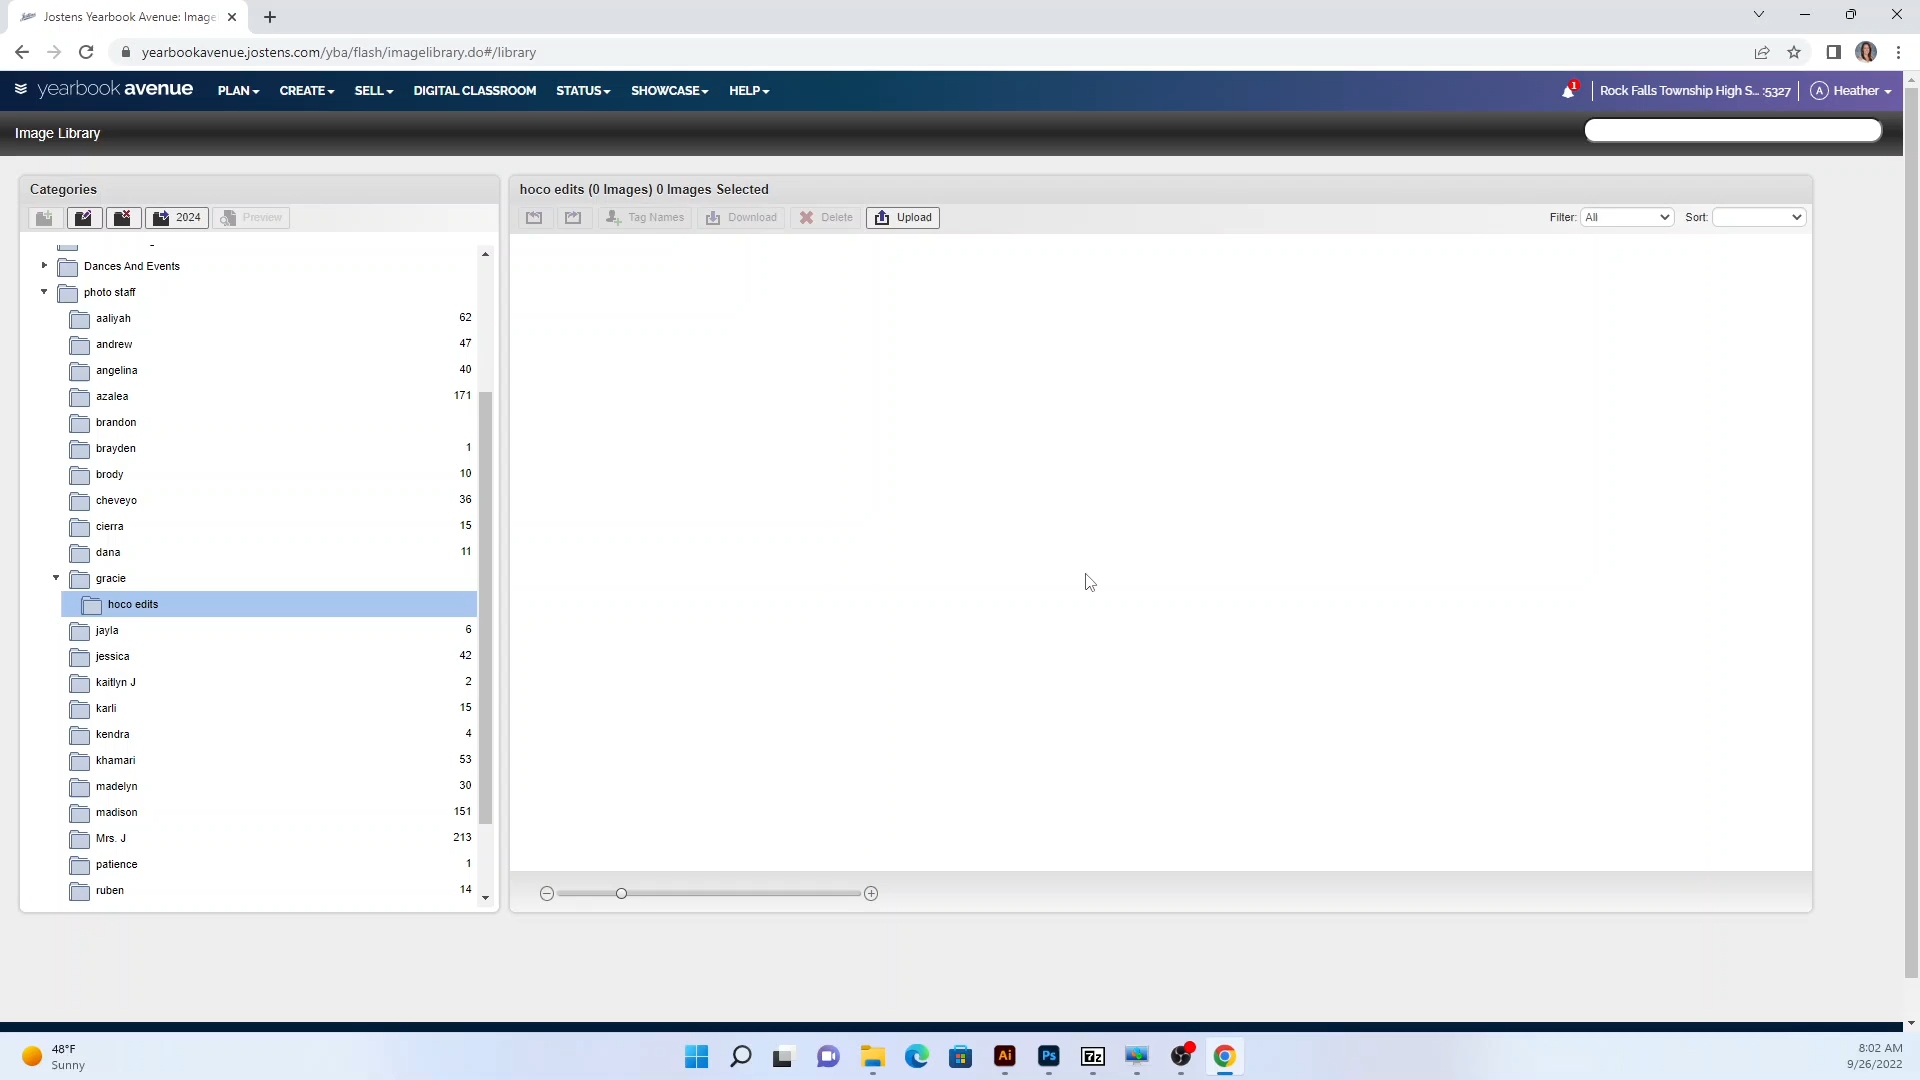 Jostens Yearbook Avenue: Image
yearbookavenue.jostens.com/yba/flash/imagelibrary.do#/library
yearbook avenue PLAN CREATE SELL DIGITAL CLASSROOM STATUS SHOWCASE HELP 1 Rock Falls Township High S... :5327 A Heather
Image Library
Categories
hoco edits (0 Images) 0 Images Selected
2024 Preview
Tag Names Download Delete Upload Filter: All Sort:
Dances And Events
photo staff
aaliyah 62
andrew 47
angelina 40
azalea 171
brandon
brayden 1
brody 10
cheveyo 36
cierra 15
dana 11
gracie
hoco edits
jayla 6
jessica 42
kaitlyn J 2
karli 15
kendra 4
khamari 53
madelyn 30
madison 151
Mrs. J 213
patience 1
ruben 14
48°F
Sunny
Ai Ps 7z
8:02 AM
9/26/2022